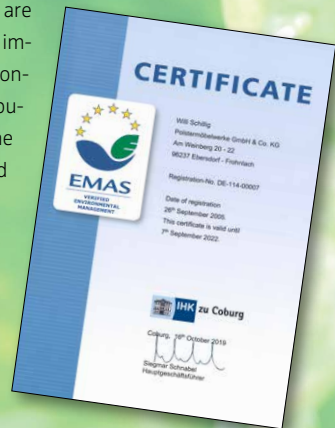 are
im-
on-
pu-
ne
d
CERTIFICATE
EMAS
VERIFIED
ENVIRONMENTAL
MANAGEMENT
Willi Schillig
Polstermöbelwerke GmbH & Co. KG
Am Weinberg 20 - 22
96237 Ebersdorf - Frohnlach
Registration-No. DE-114-00007
Date of registration
26th September 2005.
This certificate is valid until
7th September 2022.
IHK zu Coburg
Coburg, 16th October 2019
Siegmar Schnabel
Hauptgeschäftsführer